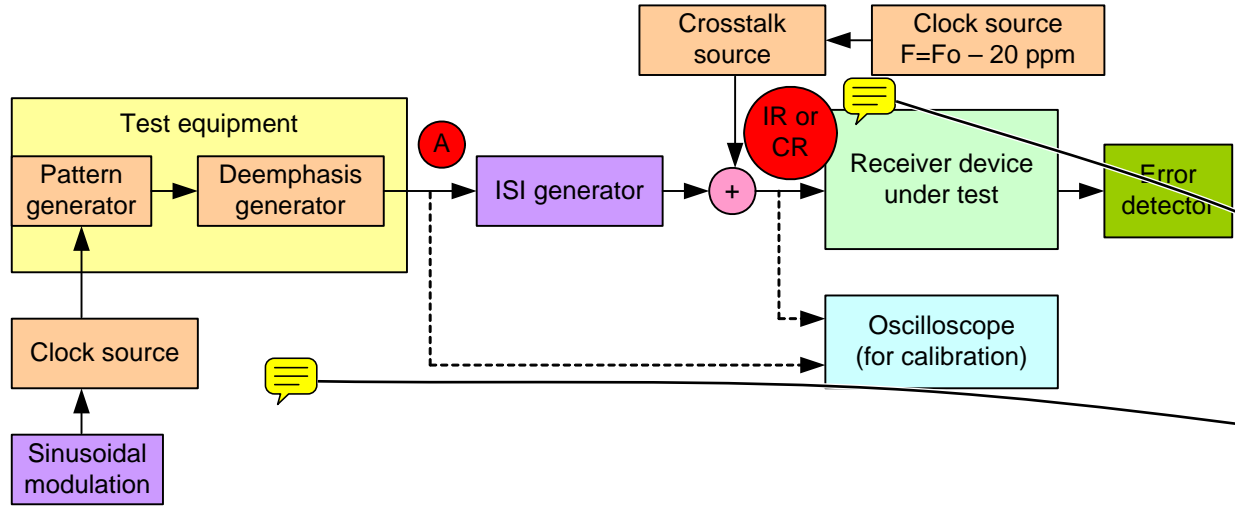 Crosstalk
source
Clock source
F=Fo – 20 ppm
Test equipment
A
IR or
CR
Pattern
generator
Deemphasis
generator
ISI generator
+
Receiver device
under test
Error
detector
Clock source
Oscilloscope
(for calibration)
Sinusoidal
modulation